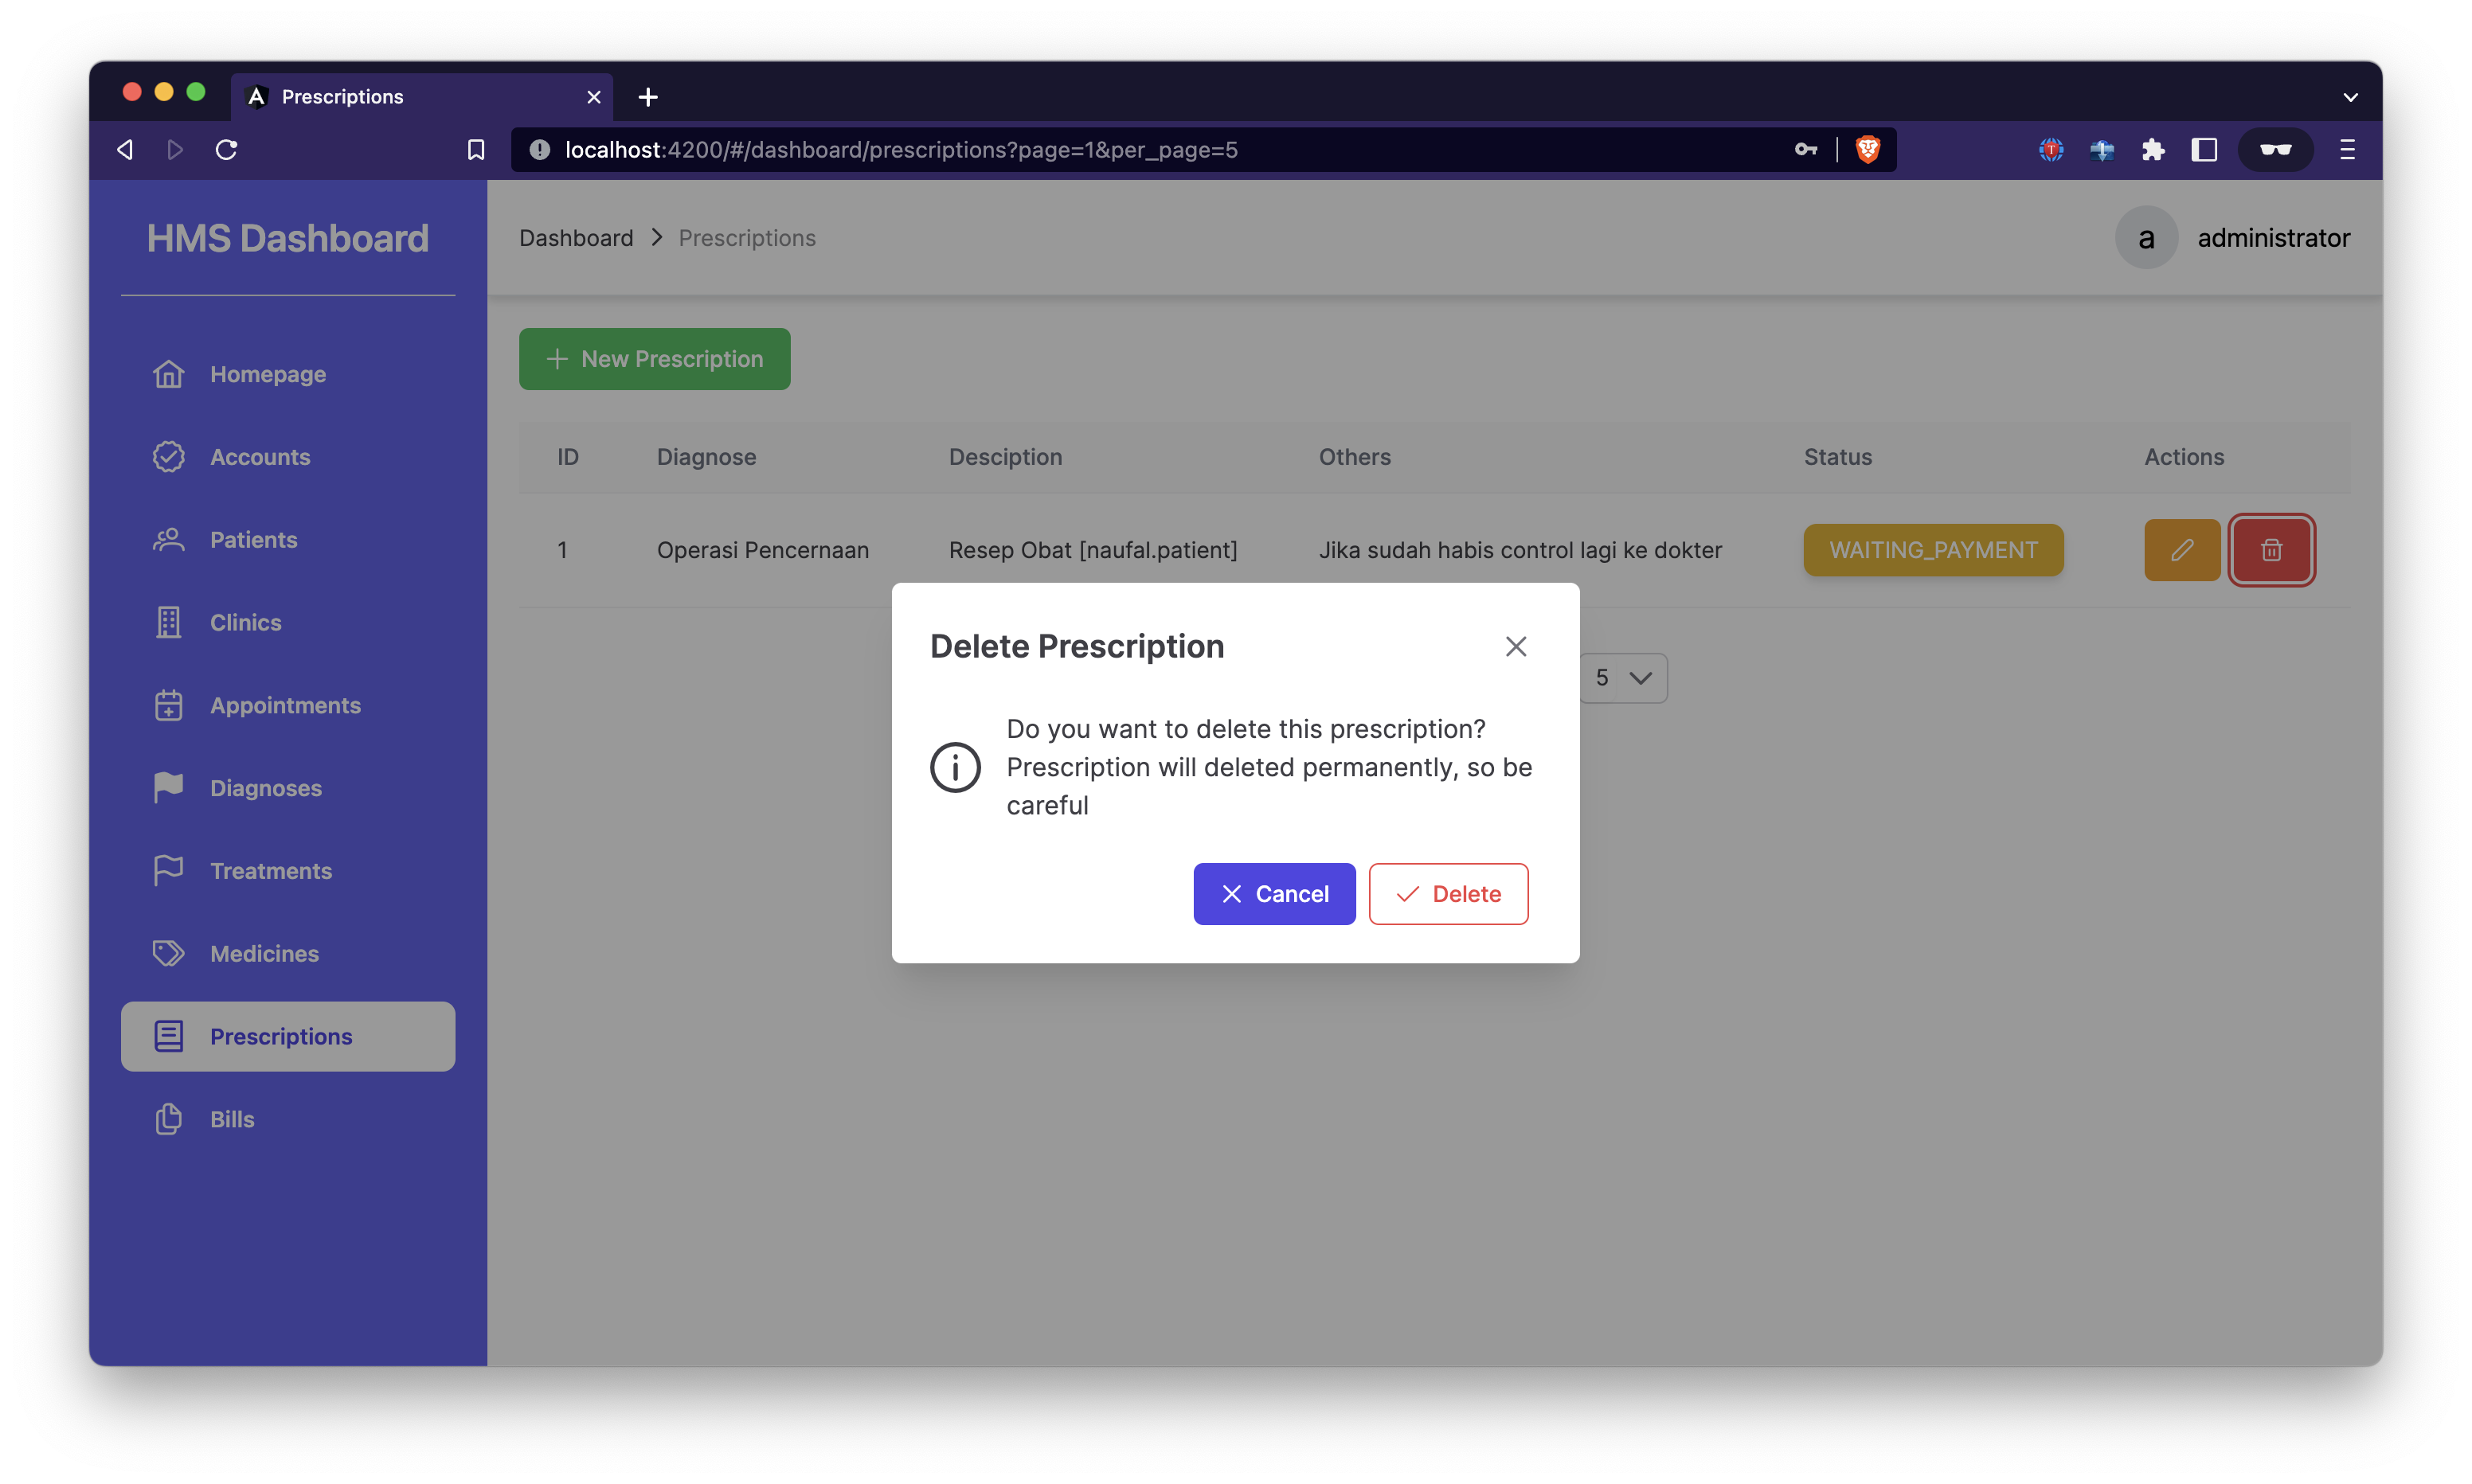 Prescriptions
localhost:4200/#/dashboard/prescriptions?page=1&per_page=5
HMS Dashboard
Homepage
Accounts
Patients
Clinics
Appointments
Diagnoses
Treatments
Medicines
Prescriptions
Bills
Dashboard > Prescriptions
a administrator
New Prescription
ID Diagnose Desciption Others Status Actions
1 Operasi Pencernaan Resep Obat [naufal.patient] Jika sudah habis control lagi ke dokter WAITING_PAYMENT
5
Delete Prescription
Do you want to delete this prescription?
Prescription will deleted permanently, so be
careful
Cancel Delete